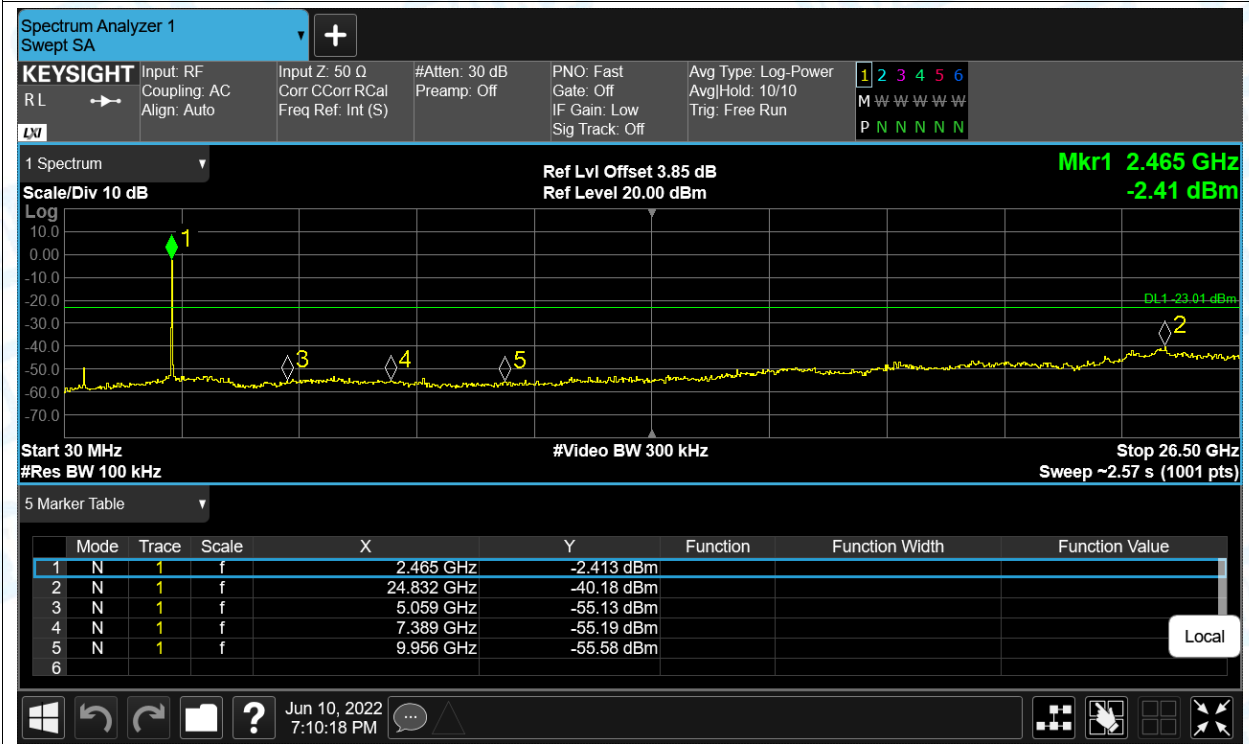 Spectrum Analyzer 1
Swept SA
KEYSIGHT
R L
LXI
Input: RF
Coupling: AC
Align: Auto
Input Z: 50 Ω
Corr CCorr RCal
Freq Ref: Int (S)
#Atten: 30 dB
Preamp: Off
PNO: Fast
Gate: Off
IF Gain: Low
Sig Track: Off
Avg Type: Log-Power
Avg|Hold: 10/10
Trig: Free Run
1 2 3 4 5 6
M W W W W W
P N N N N N
1 Spectrum
Scale/Div 10 dB
Ref Lvl Offset 3.85 dB
Ref Level 20.00 dBm
Mkr1 2.465 GHz
-2.41 dBm
Log
10.0
0.00
-10.0
-20.0
-30.0
-40.0
-50.0
-60.0
-70.0
1
3
4
5
2
DL1 -23.01 dBm
Start 30 MHz
#Res BW 100 kHz
#Video BW 300 kHz
Stop 26.50 GHz
Sweep ~2.57 s (1001 pts)
5 Marker Table
Mode Trace Scale X Y Function Function Width Function Value
1 N 1 f 2.465 GHz -2.413 dBm
2 N 1 f 24.832 GHz -40.18 dBm
3 N 1 f 5.059 GHz -55.13 dBm
4 N 1 f 7.389 GHz -55.19 dBm
5 N 1 f 9.956 GHz -55.58 dBm
6
Local
?
Jun 10, 2022
7:10:18 PM